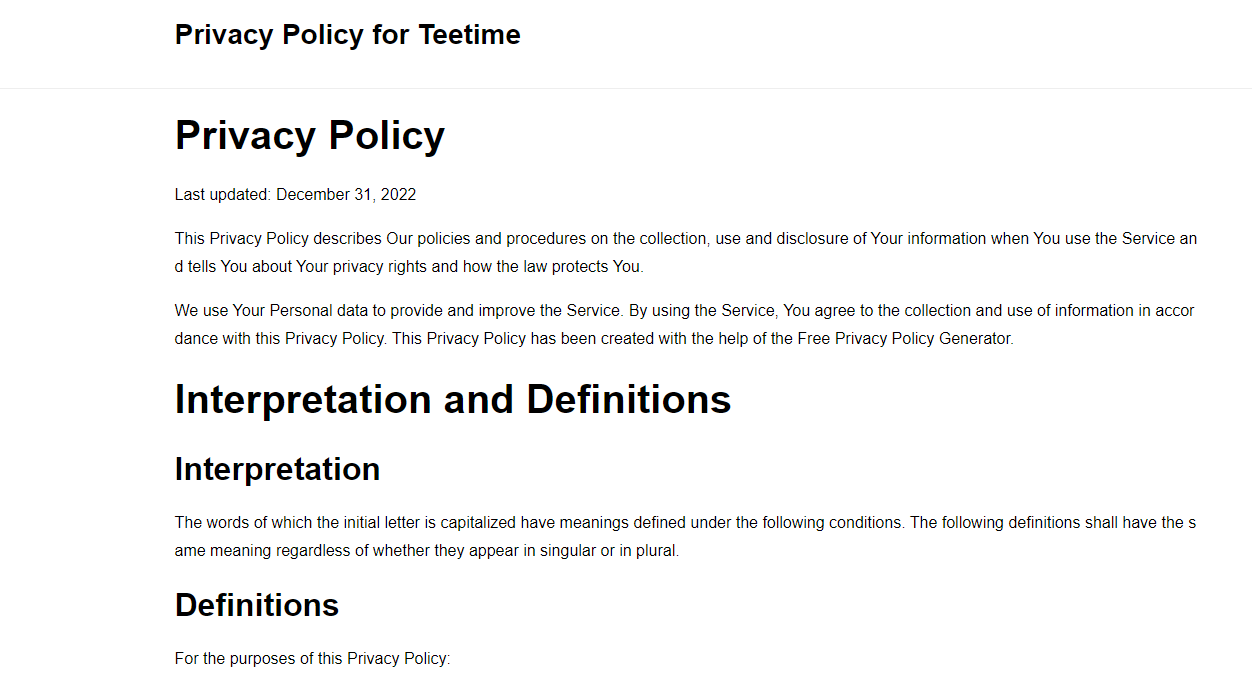 Privacy Policy for Teetime
Privacy Policy
Last updated: December 31, 2022
This Privacy Policy describes Our policies and procedures on the collection, use and disclosure of Your information when You use the Service an
d tells You about Your privacy rights and how the law protects You.
We use Your Personal data to provide and improve the Service. By using the Service, You agree to the collection and use of information in accor
dance with this Privacy Policy. This Privacy Policy has been created with the help of the Free Privacy Policy Generator.
Interpretation and Definitions
Interpretation
The words of which the initial letter is capitalized have meanings defined under the following conditions. The following definitions shall have the s
ame meaning regardless of whether they appear in singular or in plural.
Definitions
For the purposes of this Privacy Policy: